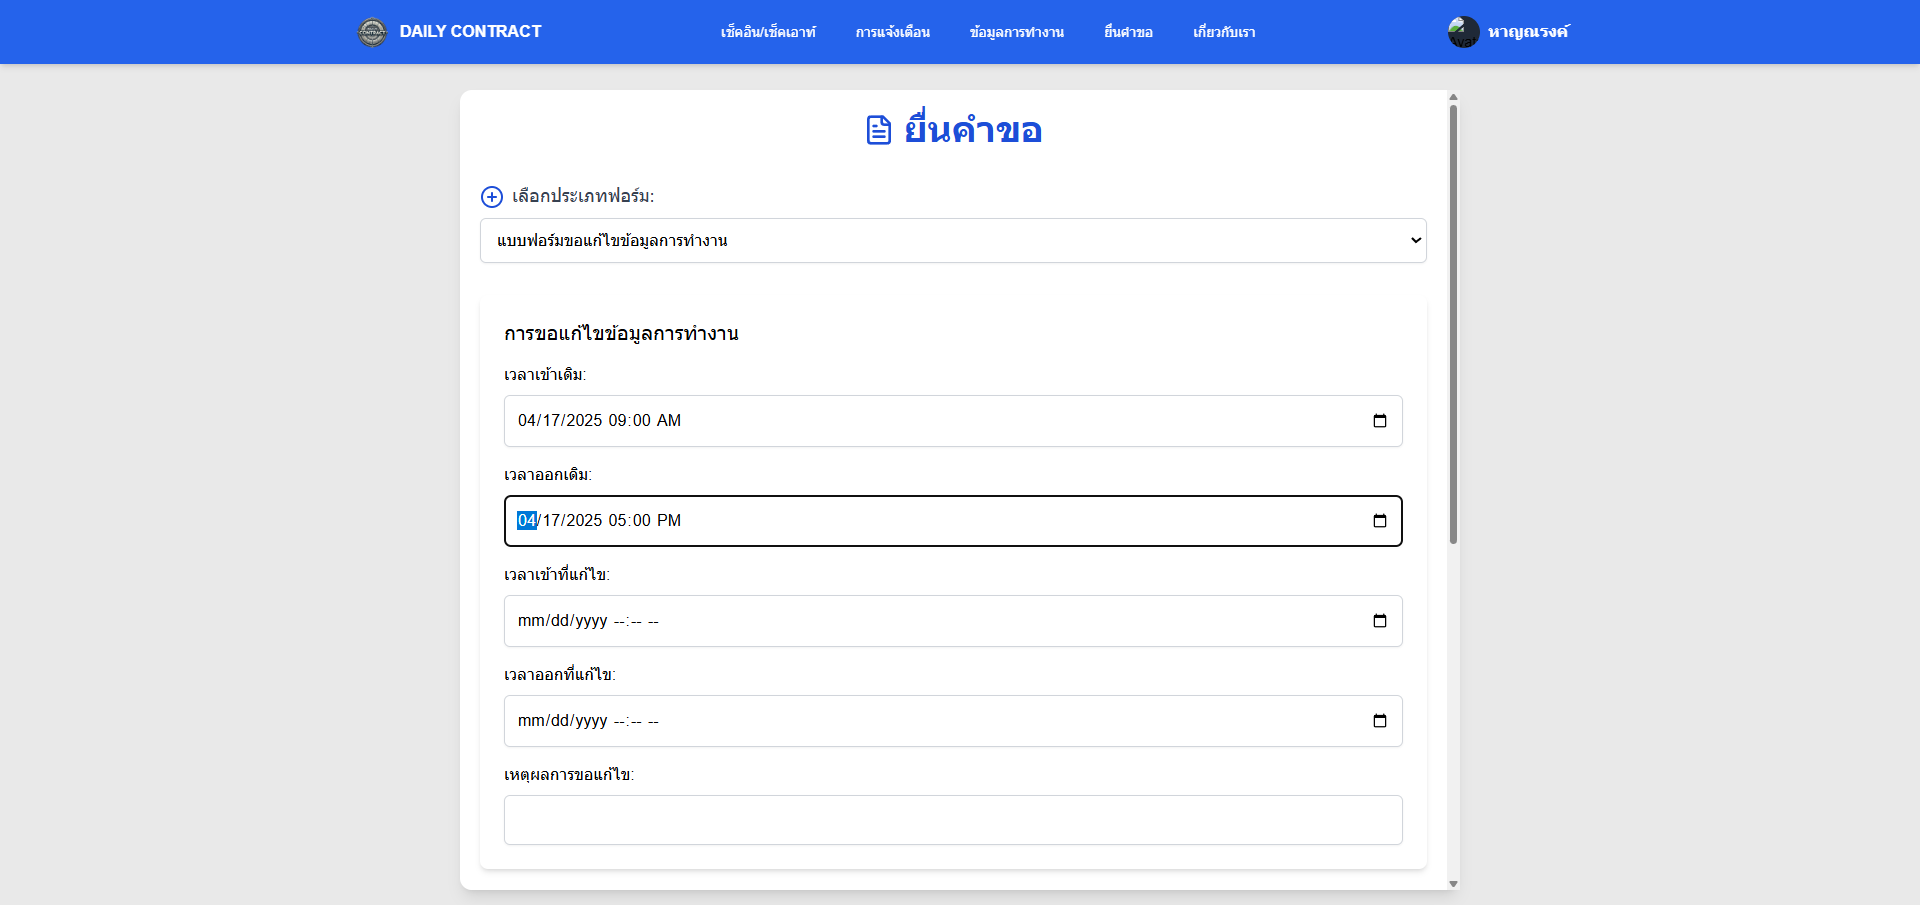 DAILY CONTRACT
เช็คอิน/เช็คเอาท์
การแจ้งเตือน
ข้อมูลการทำงาน
ยื่นคำขอ
เกี่ยวกับเรา
หาญณรงค์
ยื่นคำขอ
เลือกประเภทฟอร์ม:
แบบฟอร์มขอแก้ไขข้อมูลการทำงาน
การขอแก้ไขข้อมูลการทำงาน
เวลาเข้าเดิม:
04/17/2025 09:00 AM
เวลาออกเดิม:
04/17/2025 05:00 PM
เวลาเข้าที่แก้ไข:
mm/dd/yyyy --:-- --
เวลาออกที่แก้ไข:
mm/dd/yyyy --:-- --
เหตุผลการขอแก้ไข: